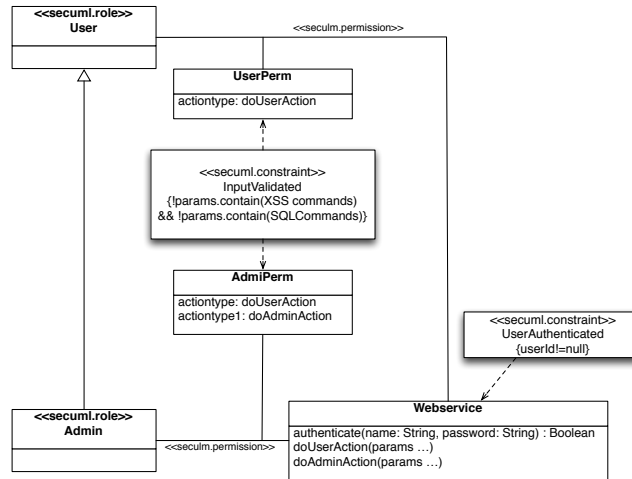 <<secuml.role>>
User
<<seculm.permission>>
UserPerm
actiontype: doUserAction
<<secuml.constraint>>
InputValidated
{!params.contain(XSS commands)
&& !params.contain(SQLCommands)}
AdmiPerm
actiontype: doUserAction
actiontype1: doAdminAction
<<secuml.constraint>>
UserAuthenticated
{userId!=null}
<<secuml.role>>
Admin
<<seculm.permission>>
Webservice
authenticate(name: String, password: String) : Boolean
doUserAction(params ...)
doAdminAction(params ...)